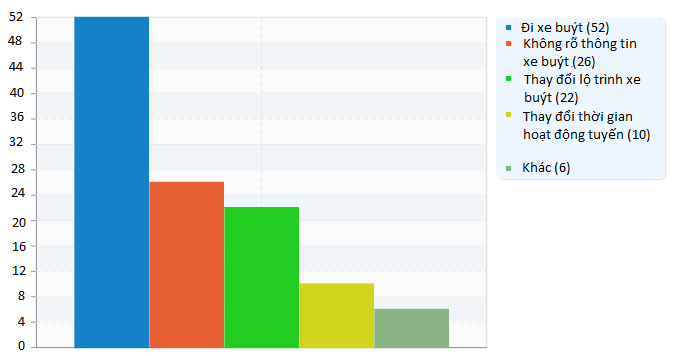 52
48
44
40
36
32
28
24
20
16
12
8
4
0
Đi xe buýt (52)
Không rõ thông tin
xe buýt (26)
Thay đổi lộ trình xe
buýt (22)
Thay đổi thời gian
hoạt động tuyến (10)
Khác (6)